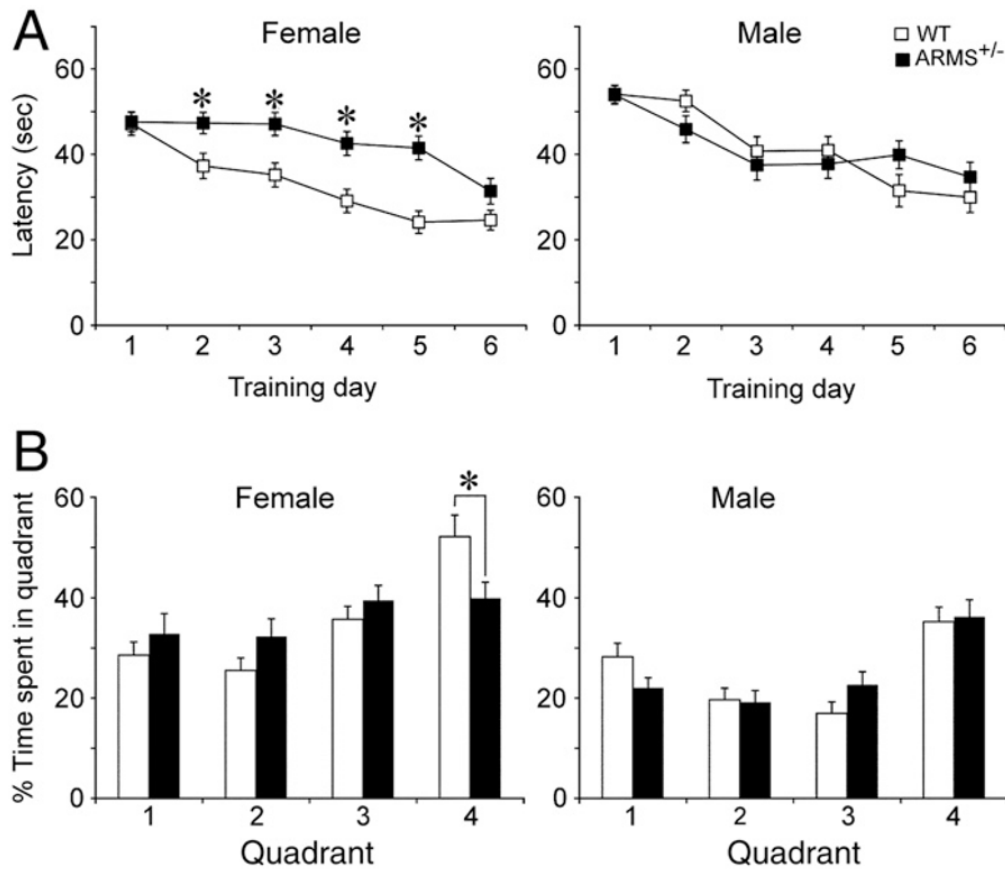 A
Female
Male
WT
ARMS+/-
Latency (sec)
60
40
20
0
* * * *
1 2 3 4 5 6
Training day
60
40
20
0
1 2 3 4 5 6
Training day
B
Female
Male
% Time spent in quadrant
60
40
20
0
*
1 2 3 4
Quadrant
60
40
20
0
1 2 3 4
Quadrant